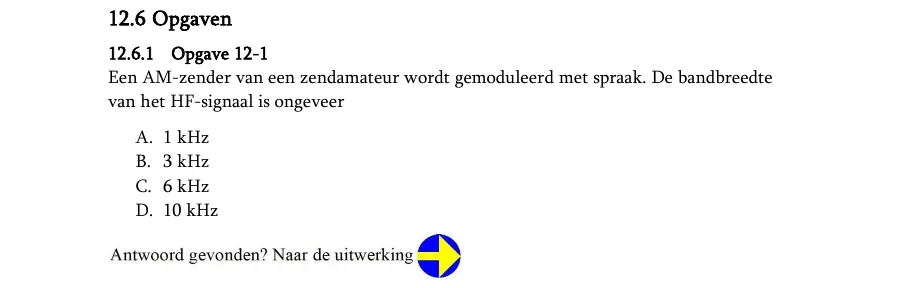 12.6 Opgaven
12.6.1 Opgave 12-1
Een AM-zender van een zendamateur wordt gemoduleerd met spraak. De bandbreedte
van het HF-signaal is ongeveer
A. 1 kHz
B. 3 kHz
C. 6 kHz
D. 10 kHz
Antwoord gevonden? Naar de uitwerking